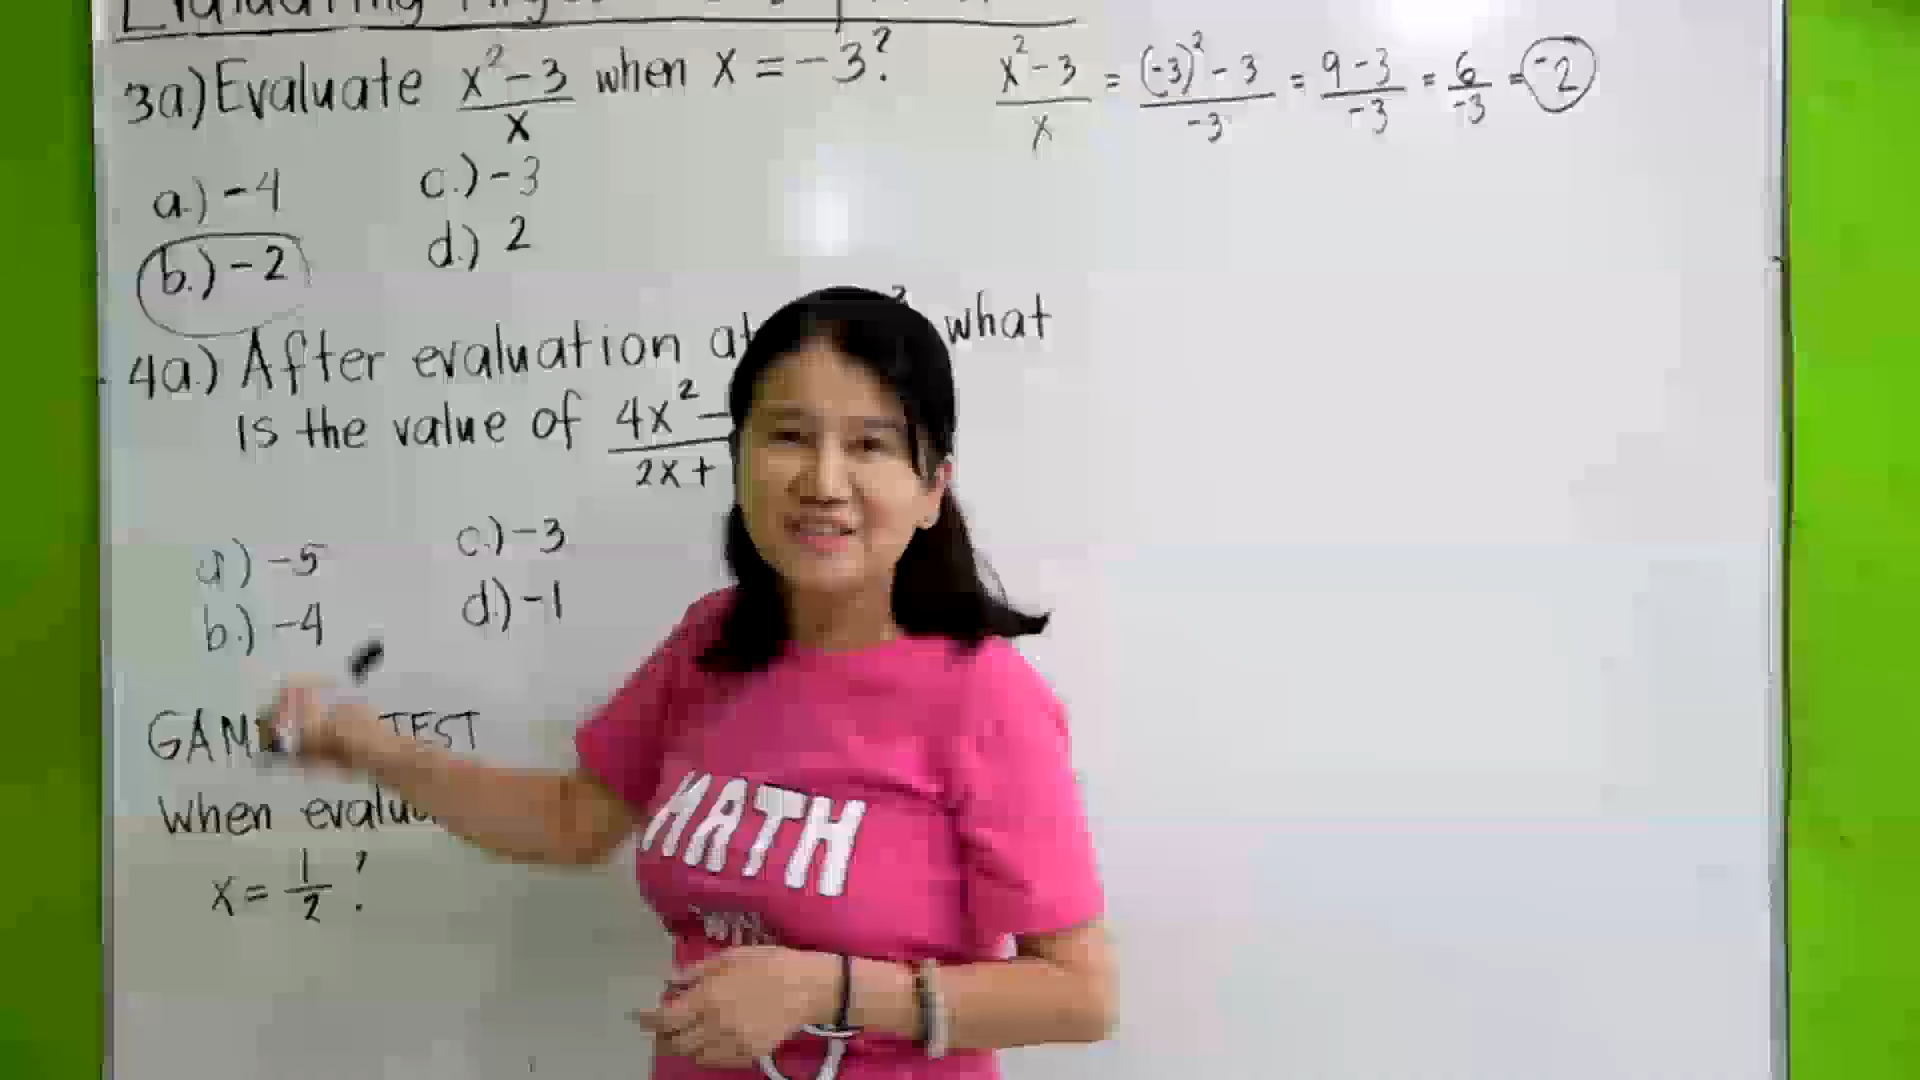 3a.) Evaluate x² - 3 / x when x = -3?
x² - 3 / x = (-3)² - 3 / -3 = 9 - 3 / -3 = 6 / -3 = -2
a.) -4
c.) -3
b.) -2
d.) 2
4a.) After evaluation at what
is the value of 4x² - / 2x +
a) -5
c.) -3
b.) -4
d.) -1
TEST
When
x = 1/2 ?
MATH